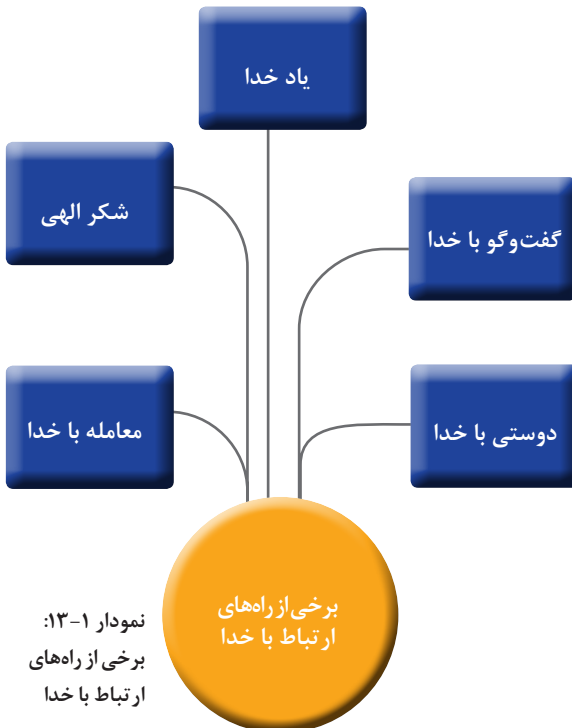 یاد خدا
شکر الهی
گفت‌وگو با خدا
معامله با خدا
دوستی با خدا
برخی از راه‌های
ارتباط با خدا
نمودار ۱-۱۳:
برخی از راه‌های
ارتباط با خدا